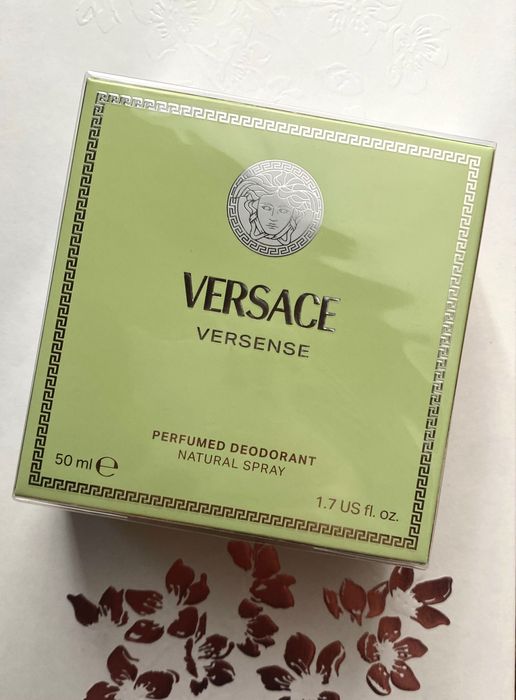 VERSACE
VERSENSE
PERFUMED DEODORANT
NATURAL SPRAY
50 ml ℮
1.7 US fl. oz.